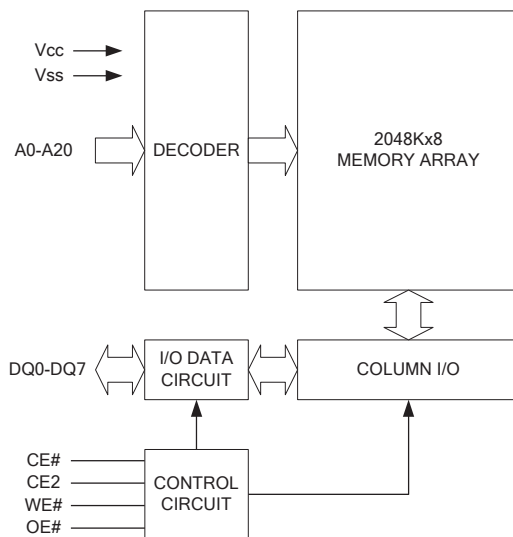 Vcc
Vss
A0-A20
DECODER
2048Kx8
MEMORY ARRAY
DQ0-DQ7
I/O DATA
CIRCUIT
COLUMN I/O
CE#
CE2
WE#
OE#
CONTROL
CIRCUIT